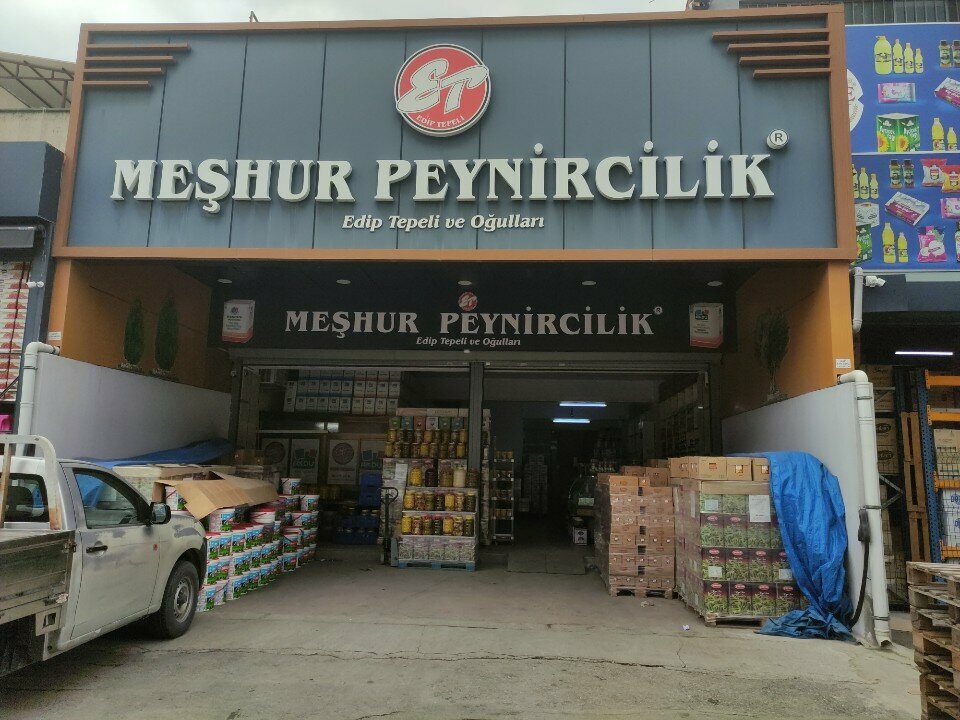 ET
EDİP TEPELİ
MEŞHUR PEYNİRCİLİK ®
Edip Tepeli ve Oğulları
ET
MEŞHUR PEYNİRCİLİK ®
Edip Tepeli ve Oğulları